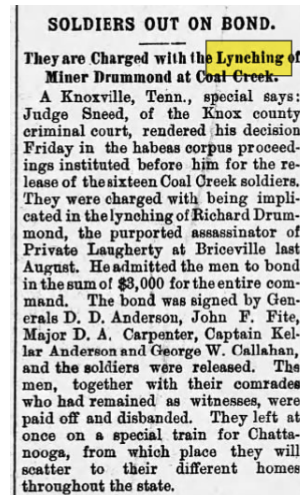 SOLDIERS OUT ON BOND.
They are Charged with the Lynching of
Miner Drummond at Coal Creek.
A Knoxville, Tenn., special says:
Judge Sneed, of the Knox county
criminal court, rendered his decision
Friday in the habeas corpus proceed-
ings instituted before him for the re-
lease of the sixteen Coal Creek soldiers.
They were charged with being impli-
cated in the lynching of Richard Drum-
mond, the purported assassinator of
Private Laugherty at Briceville last
August. He admitted the men to bond
in the sum of $3,000 for the entire com-
mand. The bond was signed by Gen-
erals D. D. Anderson, John F. Fite,
Major D. A. Carpenter, Captain Kel-
lar Anderson and George W. Callahan,
and the soldiers were released. The
men, together with their comrades
who had remained as witnesses, were
paid off and disbanded. They left at
once on a special train for Chatta-
nooga, from which place they will
scatter to their different homes
throughout the state.